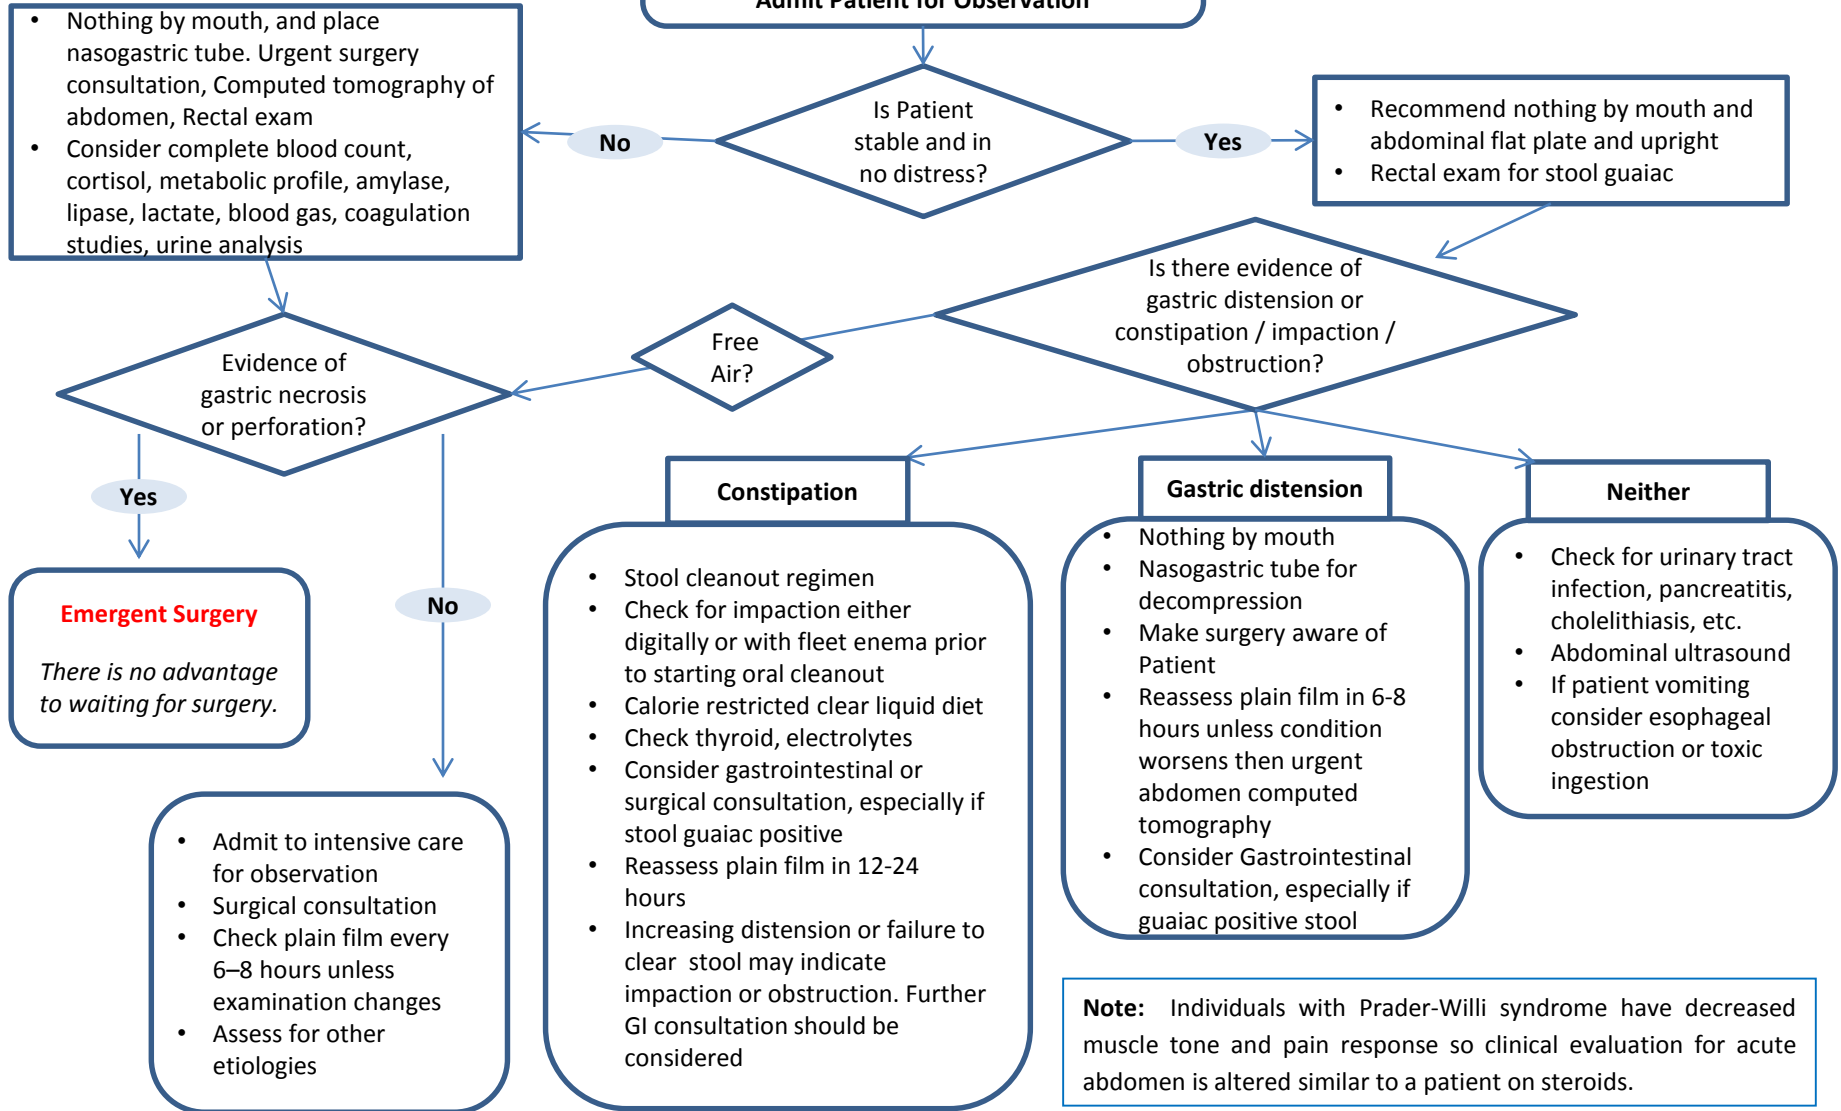 Admit Patient for Observation
• Nothing by mouth, and place
nasogastric tube. Urgent surgery
consultation, Computed tomography of
abdomen, Rectal exam
• Consider complete blood count,
cortisol, metabolic profile, amylase,
lipase, lactate, blood gas, coagulation
studies, urine analysis
No
Is Patient
stable and in
no distress?
Yes
• Recommend nothing by mouth and
abdominal flat plate and upright
• Rectal exam for stool guaiac
Is there evidence of
gastric distension or
constipation / impaction /
obstruction?
Free
Air?
Evidence of
gastric necrosis
or perforation?
Yes
No
Emergent Surgery
There is no advantage
to waiting for surgery.
• Admit to intensive care
for observation
• Surgical consultation
• Check plain film every
6–8 hours unless
examination changes
• Assess for other
etiologies
Constipation
• Stool cleanout regimen
• Check for impaction either
digitally or with fleet enema prior
to starting oral cleanout
• Calorie restricted clear liquid diet
• Check thyroid, electrolytes
• Consider gastrointestinal or
surgical consultation, especially if
stool guaiac positive
• Reassess plain film in 12-24
hours
• Increasing distension or failure to
clear stool may indicate
impaction or obstruction. Further
GI consultation should be
considered
Gastric distension
• Nothing by mouth
• Nasogastric tube for
decompression
• Make surgery aware of
Patient
• Reassess plain film in 6-8
hours unless condition
worsens then urgent
abdomen computed
tomography
• Consider Gastrointestinal
consultation, especially if
guaiac positive stool
Neither
• Check for urinary tract
infection, pancreatitis,
cholelithiasis, etc.
• Abdominal ultrasound
• If patient vomiting
consider esophageal
obstruction or toxic
ingestion
Note: Individuals with Prader-Willi syndrome have decreased
muscle tone and pain response so clinical evaluation for acute
abdomen is altered similar to a patient on steroids.